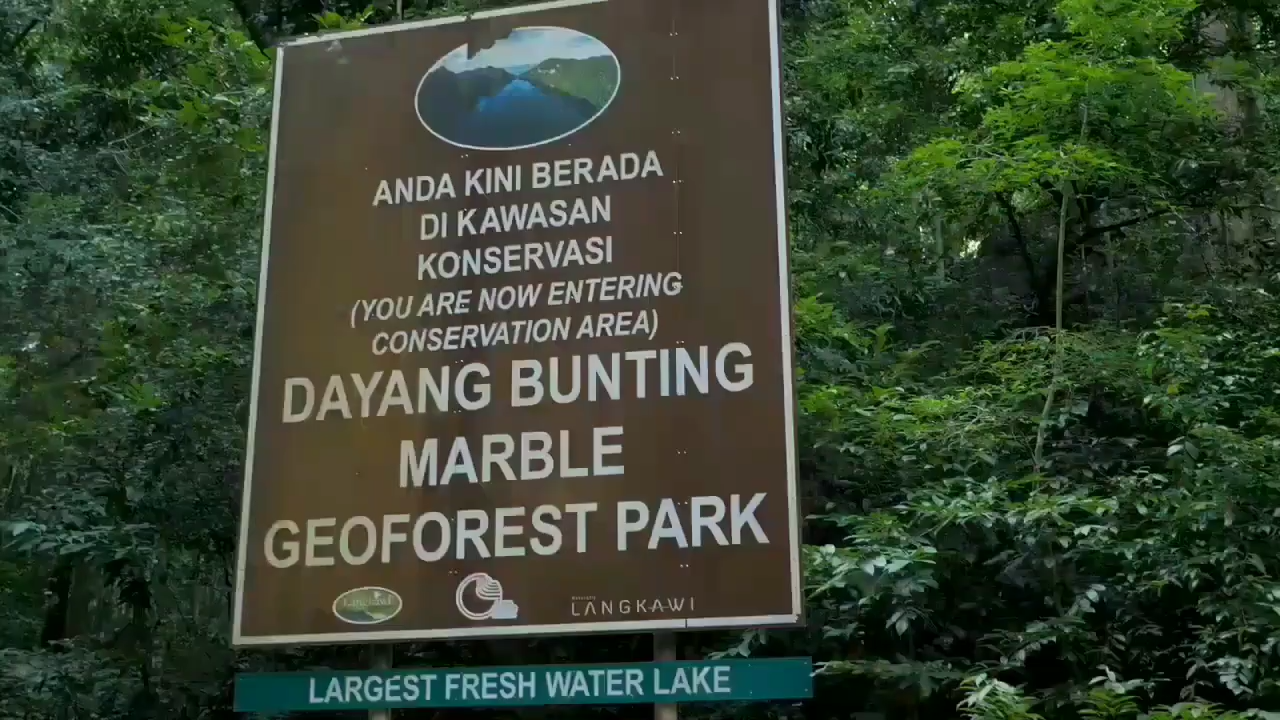 ANDA KINI BERADA
DI KAWASAN
KONSERVASI
(YOU ARE NOW ENTERING
CONSERVATION AREA)
DAYANG BUNTING
MARBLE
GEOFOREST PARK
Langkawi
LANGKAWI
LARGEST FRESH WATER LAKE